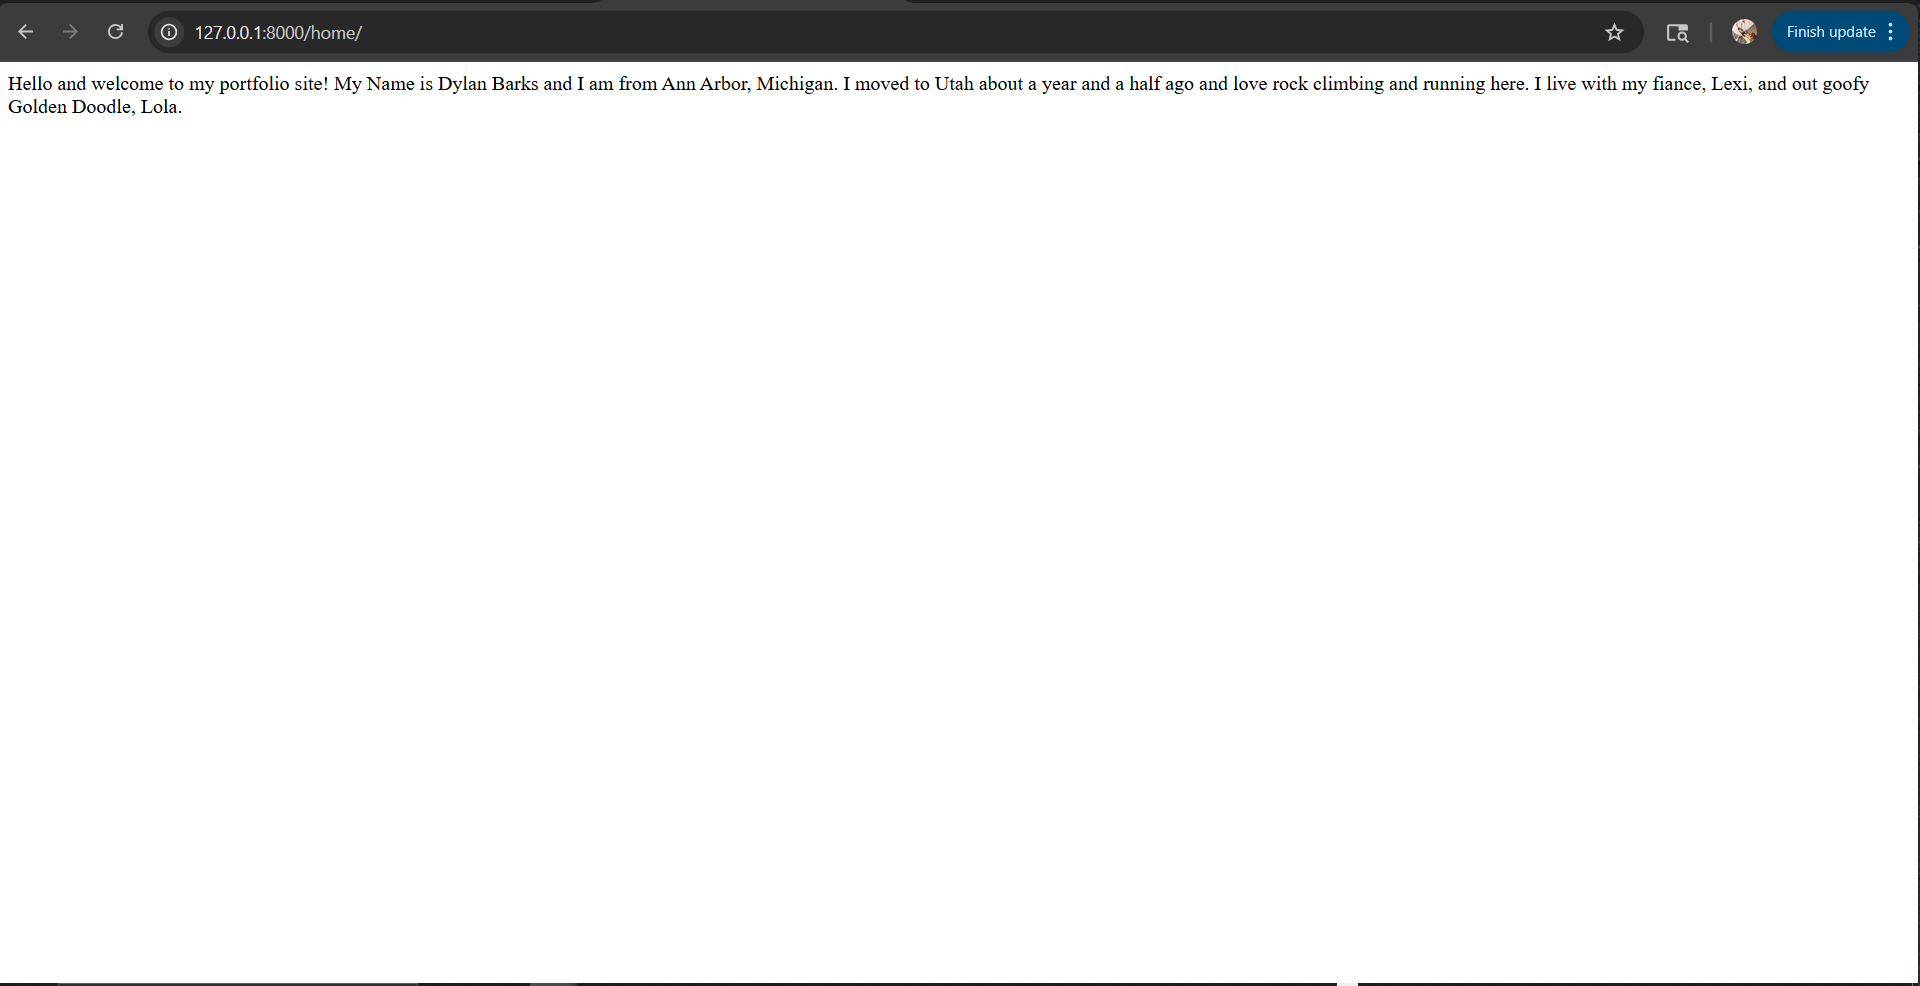 127.0.0.1:8000/home/
Finish update
Hello and welcome to my portfolio site! My Name is Dylan Barks and I am from Ann Arbor, Michigan. I moved to Utah about a year and a half ago and love rock climbing and running here. I live with my fiance, Lexi, and out goofy
Golden Doodle, Lola.